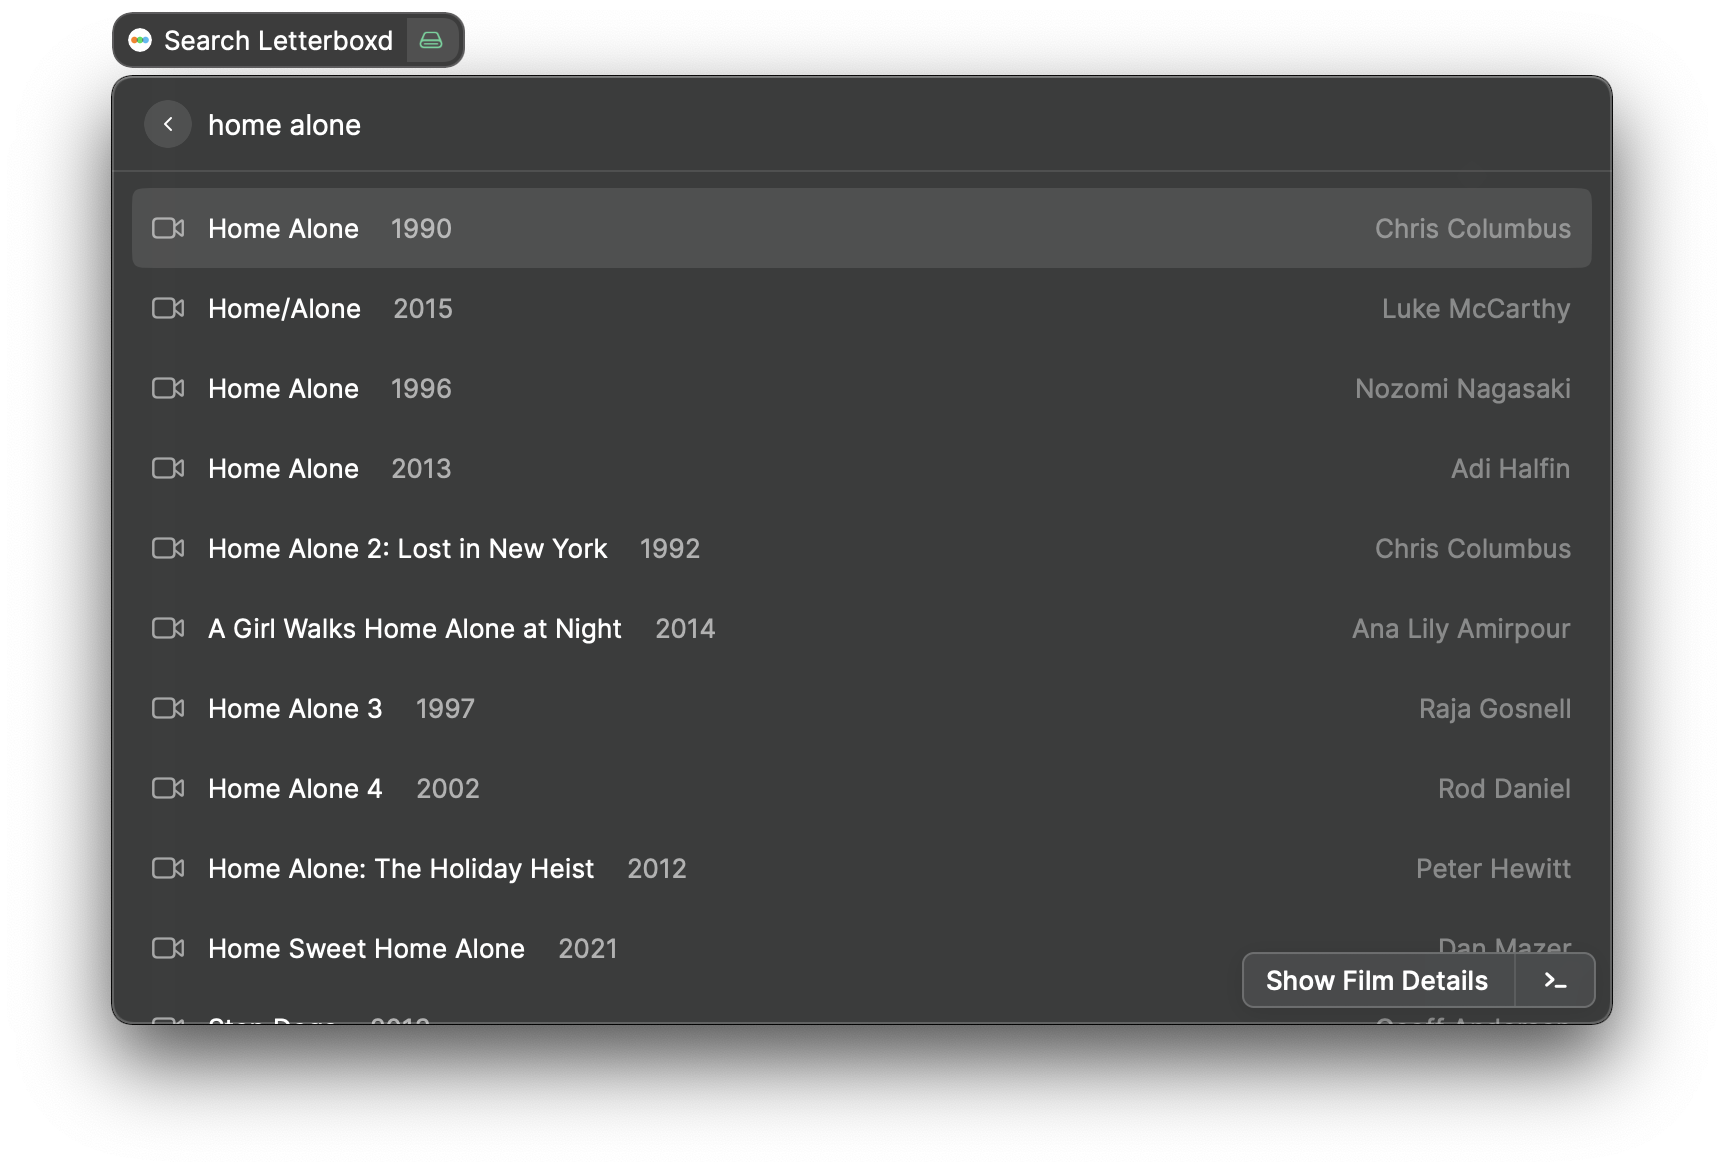 Search Letterboxd
home alone
Home Alone 1990 Chris Columbus
Home/Alone 2015 Luke McCarthy
Home Alone 1996 Nozomi Nagasaki
Home Alone 2013 Adi Halfin
Home Alone 2: Lost in New York 1992 Chris Columbus
A Girl Walks Home Alone at Night 2014 Ana Lily Amirpour
Home Alone 3 1997 Raja Gosnell
Home Alone 4 2002 Rod Daniel
Home Alone: The Holiday Heist 2012 Peter Hewitt
Home Sweet Home Alone 2021 Dan Mazer
Show Film Details